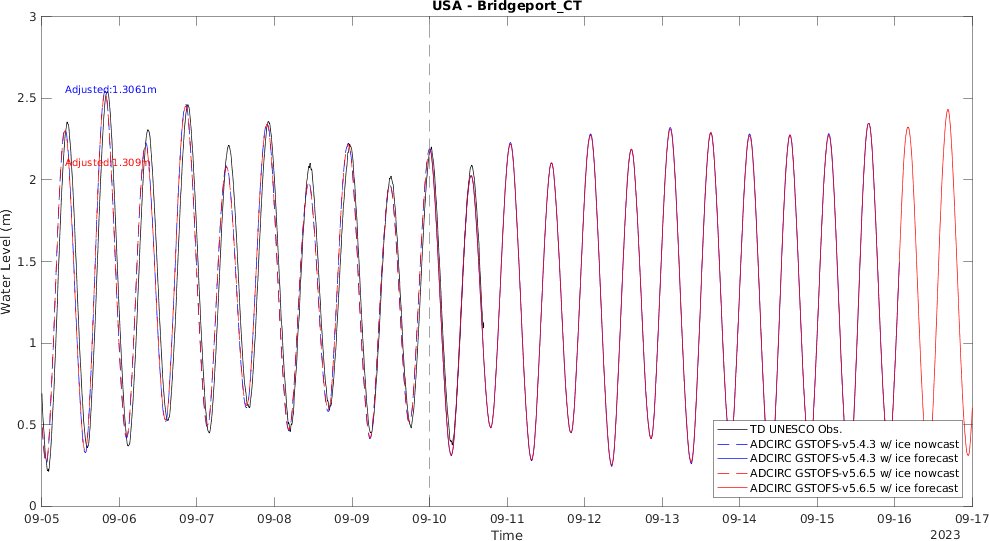 USA - Bridgeport_CT
3
2.5
2
1.5
1
0.5
0
Water Level (m)
Adjusted:1.3061m
Adjusted:1.309m
TD UNESCO Obs.
ADCIRC GSTOFS-v5.4.3 w/ ice nowcast
ADCIRC GSTOFS-v5.4.3 w/ ice forecast
ADCIRC GSTOFS-v5.6.5 w/ ice nowcast
ADCIRC GSTOFS-v5.6.5 w/ ice forecast
09-05 09-06 09-07 09-08 09-09 09-10 09-11 09-12 09-13 09-14 09-15 09-16 09-17
Time
2023